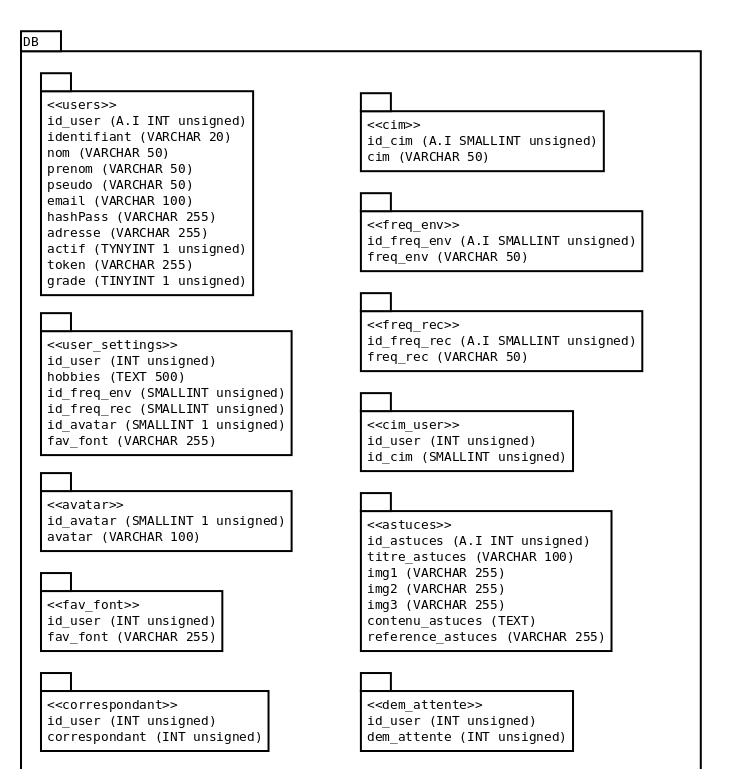 DB
<<users>>
id_user (A.I INT unsigned)
identifiant (VARCHAR 20)
nom (VARCHAR 50)
prenom (VARCHAR 50)
pseudo (VARCHAR 50)
email (VARCHAR 100)
hashPass (VARCHAR 255)
adresse (VARCHAR 255)
actif (TYNYINT 1 unsigned)
token (VARCHAR 255)
grade (TINYINT 1 unsigned)
<<user_settings>>
id_user (INT unsigned)
hobbies (TEXT 500)
id_freq_env (SMALLINT unsigned)
id_freq_rec (SMALLINT unsigned)
id_avatar (SMALLINT 1 unsigned)
fav_font (VARCHAR 255)
<<avatar>>
id_avatar (SMALLINT 1 unsigned)
avatar (VARCHAR 100)
<<fav_font>>
id_user (INT unsigned)
fav_font (VARCHAR 255)
<<correspondant>>
id_user (INT unsigned)
correspondant (INT unsigned)
<<cim>>
id_cim (A.I SMALLINT unsigned)
cim (VARCHAR 50)
<<freq_env>>
id_freq_env (A.I SMALLINT unsigned)
freq_env (VARCHAR 50)
<<freq_rec>>
id_freq_rec (A.I SMALLINT unsigned)
freq_rec (VARCHAR 50)
<<cim_user>>
id_user (INT unsigned)
id_cim (SMALLINT unsigned)
<<astuces>>
id_astuces (A.I INT unsigned)
titre_astuces (VARCHAR 100)
img1 (VARCHAR 255)
img2 (VARCHAR 255)
img3 (VARCHAR 255)
contenu_astuces (TEXT)
reference_astuces (VARCHAR 255)
<<dem_attente>>
id_user (INT unsigned)
dem_attente (INT unsigned)